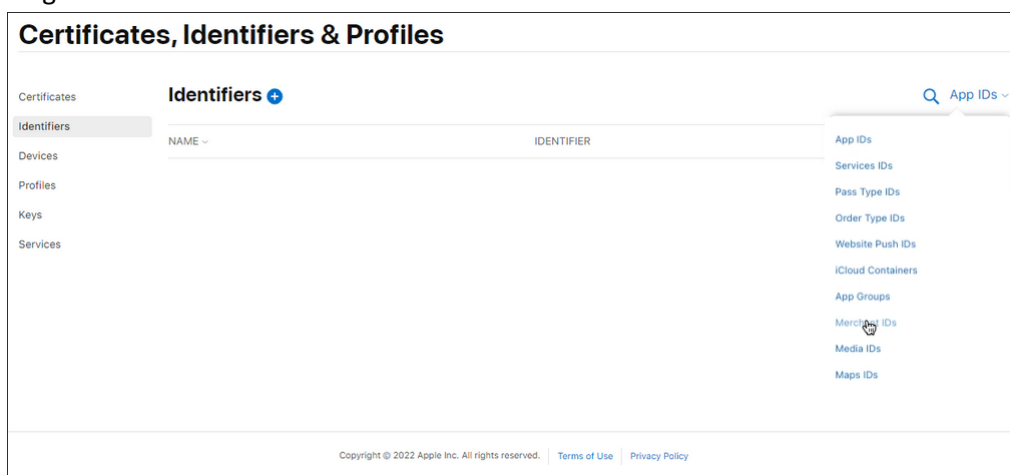 Certificates, Identifiers & Profiles
Certificates
Identifiers
Devices
Profiles
Keys
Services
Identifiers
App IDs
NAME
IDENTIFIER
App IDs
Services IDs
Pass Type IDs
Order Type IDs
Website Push IDs
iCloud Containers
App Groups
Merchant IDs
Media IDs
Maps IDs
Copyright © 2022 Apple Inc. All rights reserved. Terms of Use Privacy Policy